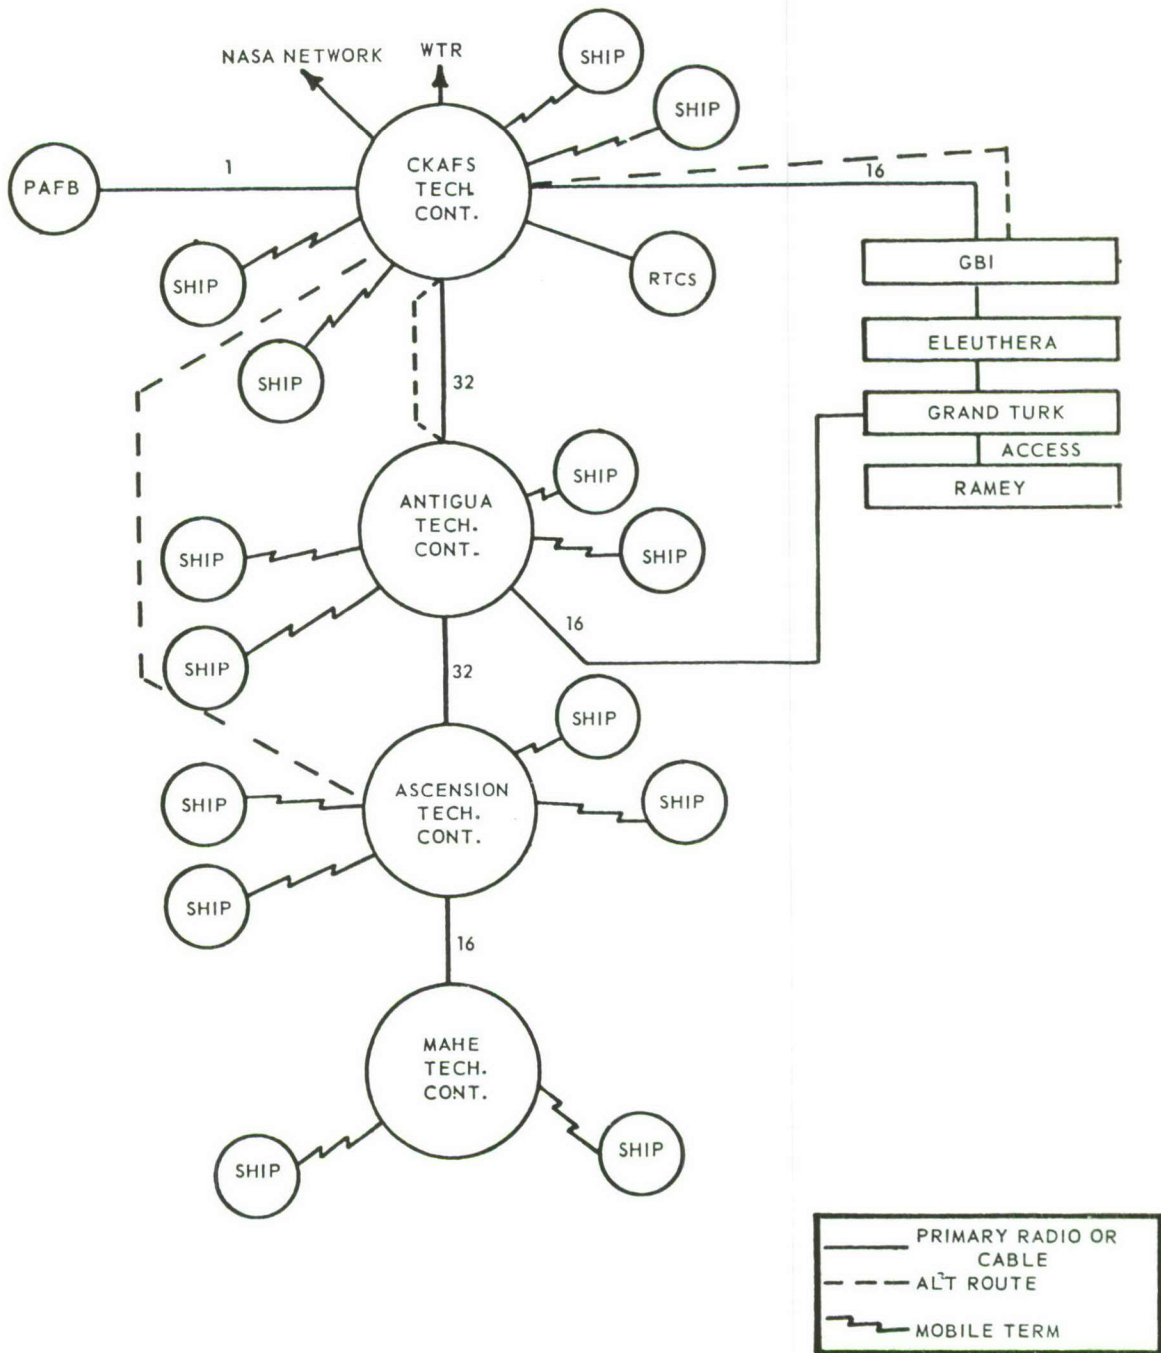 NASA NETWORK
WTR
SHIP
SHIP
CKAFS
TECH.
CONT.
PAFB
1
16
SHIP
RTCS
GBI
SHIP
32
ELEUTHERA
GRAND TURK
ACCESS
RAMEY
ANTIGUA
TECH.
CONT.
SHIP
SHIP
SHIP
SHIP
16
32
SHIP
ASCENSION
TECH.
CONT.
SHIP
SHIP
SHIP
16
MAHE
TECH.
CONT.
SHIP
SHIP
PRIMARY RADIO OR
CABLE
ALT ROUTE
MOBILE TERM